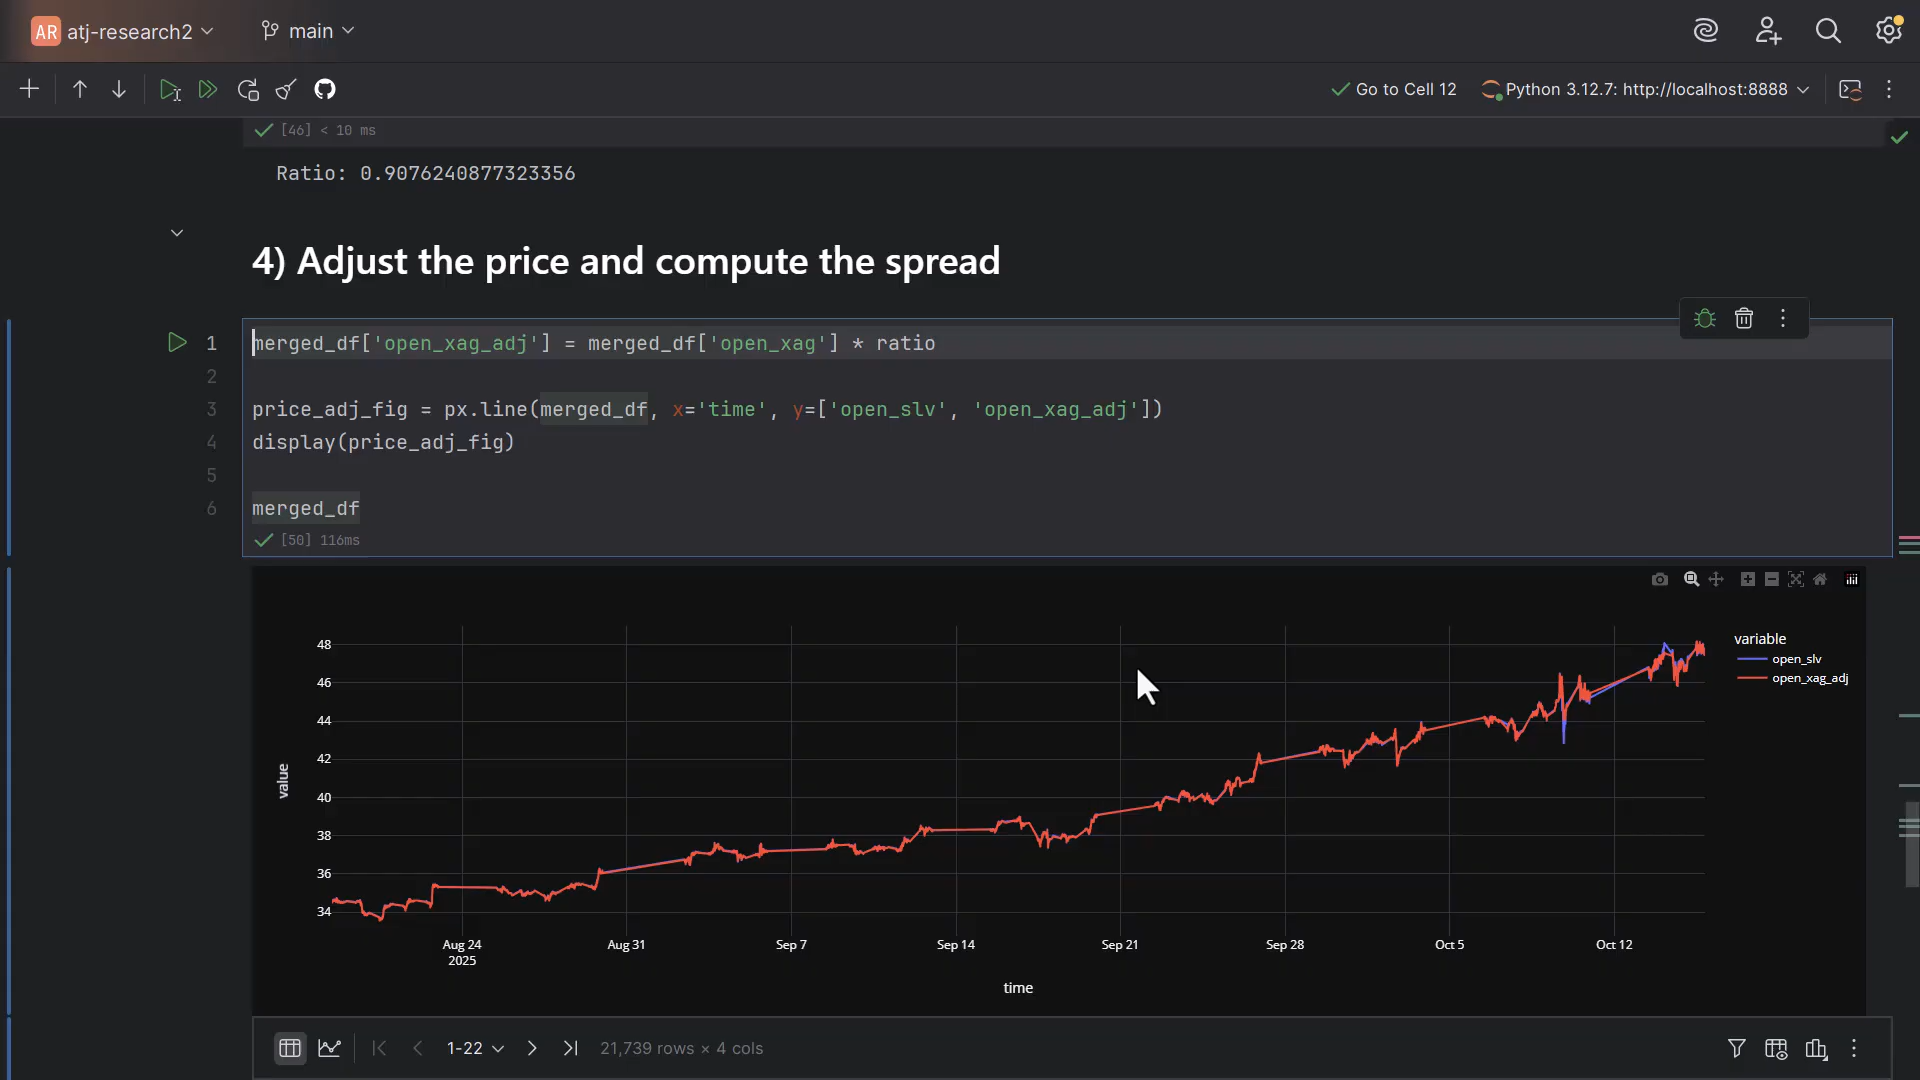 AR atj-research2 main
Go to Cell 12 Python 3.12.7: http://localhost:8888
[46] < 10 ms
Ratio: 0.9076240877323356
4) Adjust the price and compute the spread
1 merged_df['open_xag_adj'] = merged_df['open_xag'] * ratio
2
3 price_adj_fig = px.line(merged_df, x='time', y=['open_slv', 'open_xag_adj'])
4 display(price_adj_fig)
5
6 merged_df
[50] 116ms
variable
open_slv
open_xag_adj
48
46
44
42
40
38
36
34
value
Aug 24 Aug 31 Sep 7 Sep 14 Sep 21 Sep 28 Oct 5 Oct 12
2025
time
1-22 21,739 rows × 4 cols